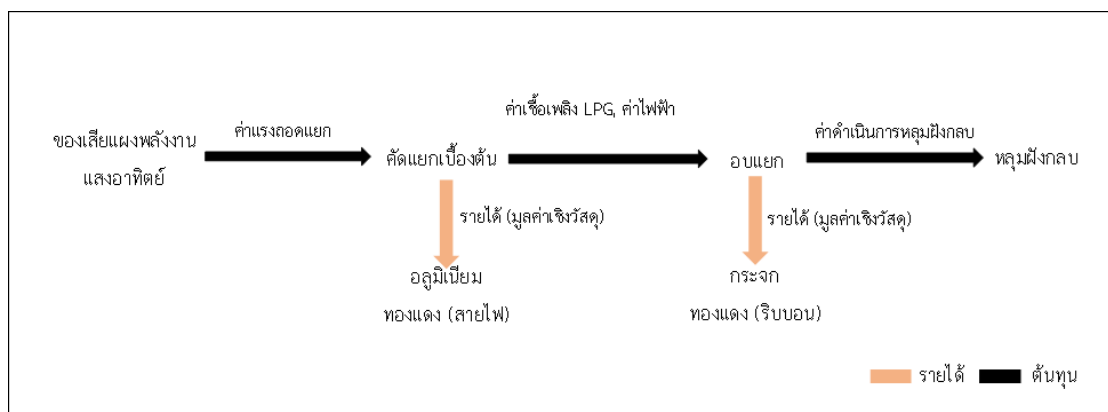 ค่าเชื้อเพลิง LPG, ค่าไฟฟ้า
ค่าแรงถอดแยก
ค่าดำเนินการหลุมฝังกลบ
ของเสียแผงพลังงาน
แสงอาทิตย์
คัดแยกเบื้องต้น
อบแยก
หลุมฝังกลบ
รายได้ (มูลค่าเชิงวัสดุ)
รายได้ (มูลค่าเชิงวัสดุ)
อลูมิเนียม
ทองแดง (สายไฟ)
กระจก
ทองแดง (ริบบอน)
รายได้
ต้นทุน